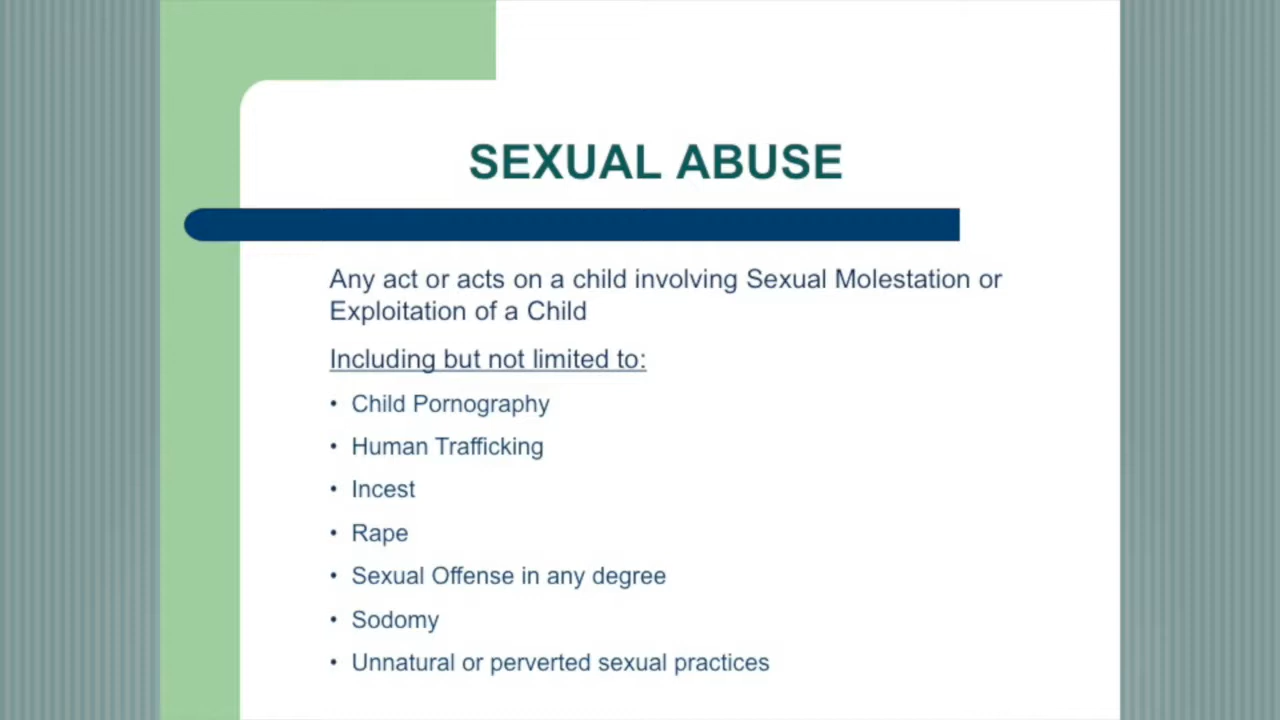 SEXUAL ABUSE
Any act or acts on a child involving Sexual Molestation or
Exploitation of a Child
Including but not limited to:
• Child Pornography
• Human Trafficking
• Incest
• Rape
• Sexual Offense in any degree
• Sodomy
• Unnatural or perverted sexual practices